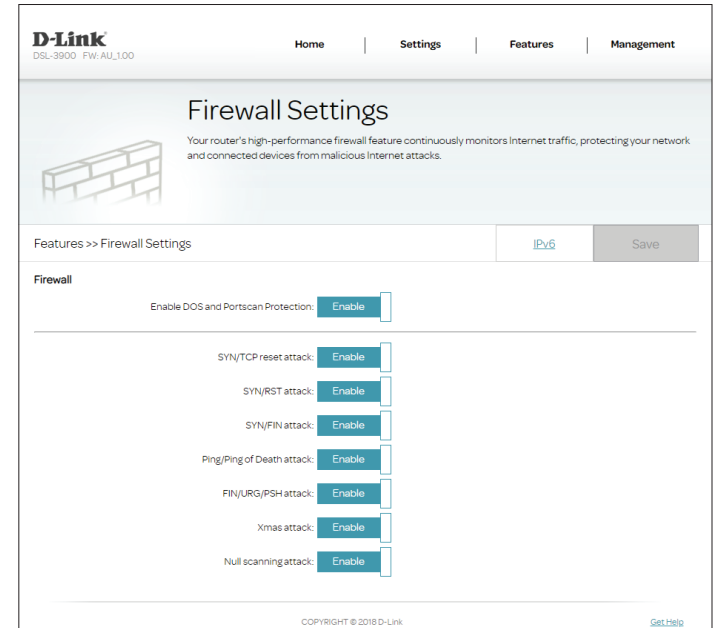 D-Link
DSL-3900 FW: AU_1.00
Home
Settings
Features
Management
Firewall Settings
Your router's high-performance firewall feature continuously monitors Internet traffic, protecting your network
and connected devices from malicious Internet attacks.
Features >> Firewall Settings
IPv6
Save
Firewall
Enable DOS and Portscan Protection: Enable
SYN/TCP reset attack: Enable
SYN/RST attack: Enable
SYN/FIN attack: Enable
Ping/Ping of Death attack: Enable
FIN/URG/PSH attack: Enable
Xmas attack: Enable
Null scanning attack: Enable
COPYRIGHT © 2018 D-Link
Get Help